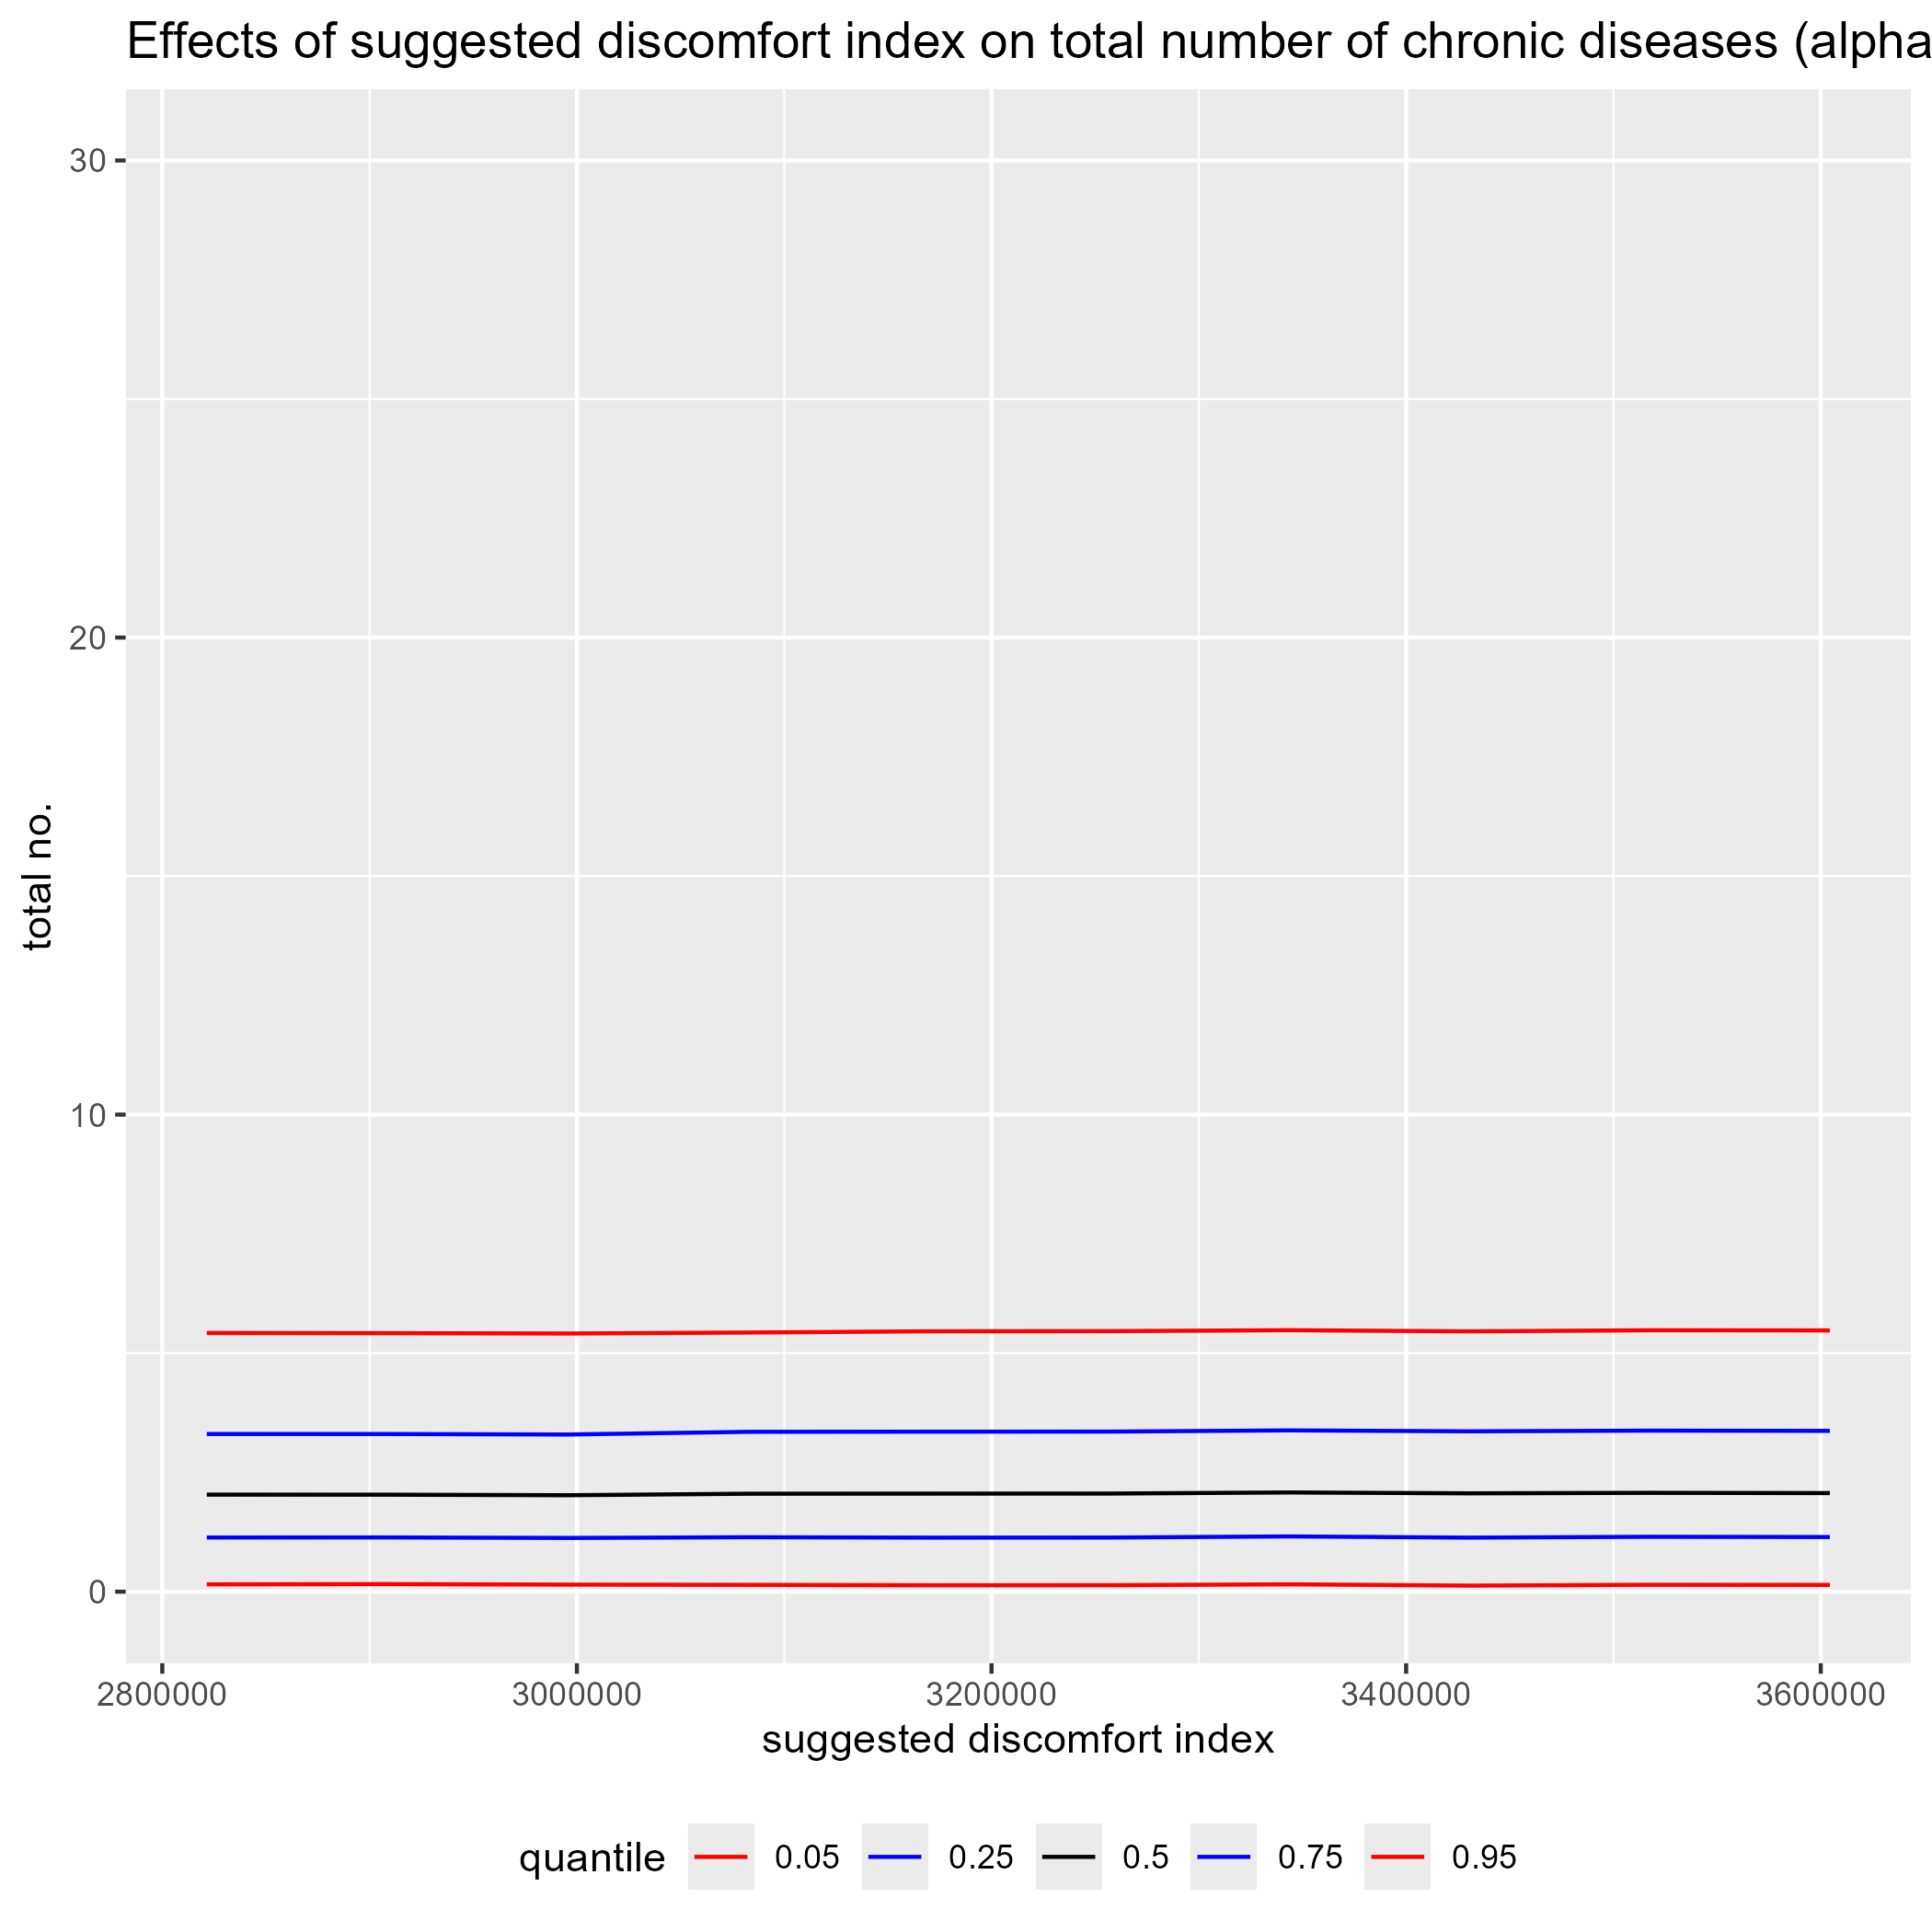 Effects of suggested discomfort index on total number of chronic diseases (alpha
30
20
10
0
total no.
2800000 3000000 3200000 3400000 3600000
suggested discomfort index
quantile 0.05 0.25 0.5 0.75 0.95